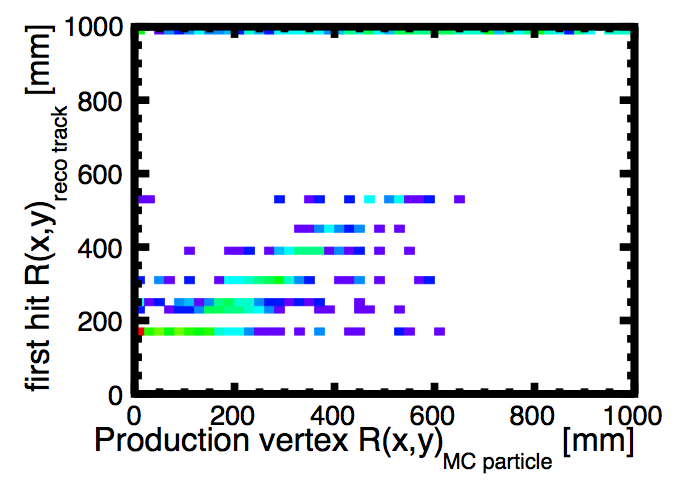 first hit R(x,y)reco track [mm]
1000
800
600
400
200
0
0 200 400 600 800 1000
Production vertex R(x,y)MC particle [mm]